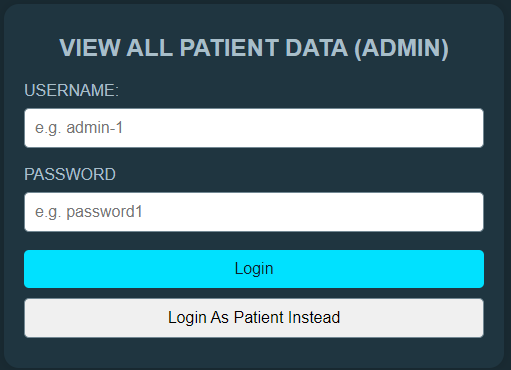 VIEW ALL PATIENT DATA (ADMIN)
USERNAME:
e.g. admin-1
PASSWORD
e.g. password1
Login
Login As Patient Instead